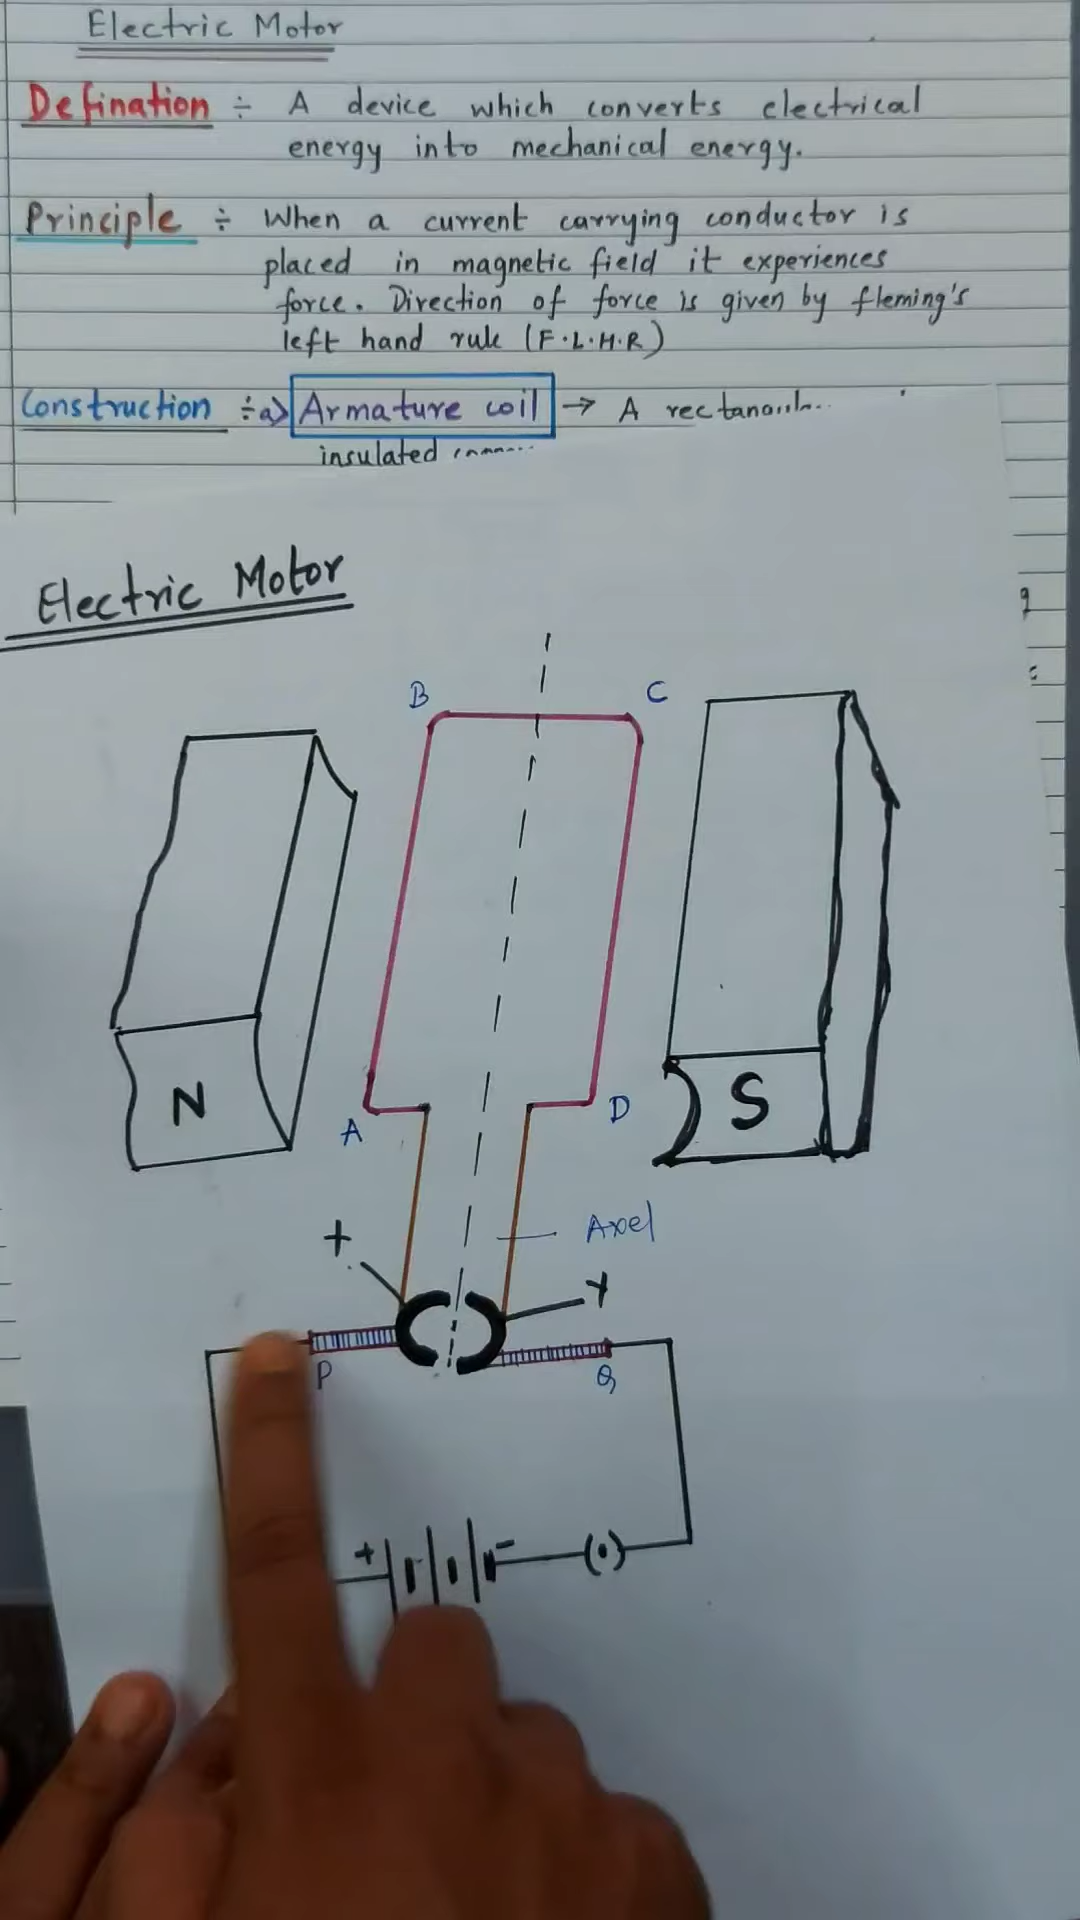 Electric Motor
Defination ÷ A device which converts electrical
energy into mechanical energy.
Principle ÷ When a current carrying conductor is
placed in magnetic field it experiences
force. Direction of force is given by fleming's
left hand rule (F.L.H.R)
Construction ÷ a) Armature coil → A
insulated
Electric Motor
B
C
N
S
A
D
Axel
+
P
Q
+
-
(•)